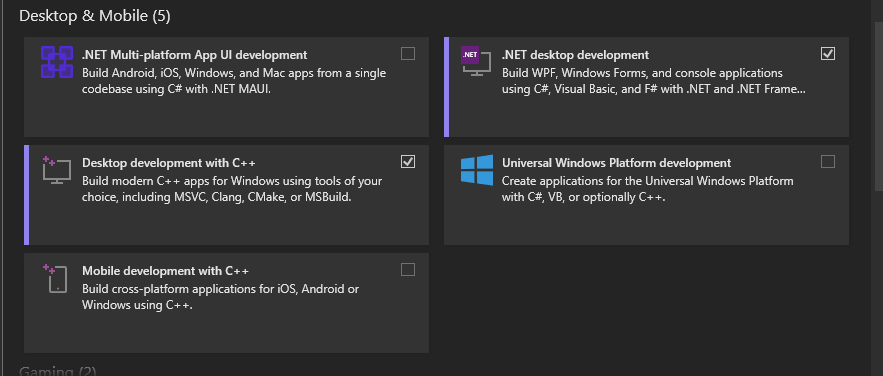 Desktop & Mobile (5)
.NET Multi-platform App UI development
Build Android, iOS, Windows, and Mac apps from a single
codebase using C# with .NET MAUI.
.NET
.NET desktop development
Build WPF, Windows Forms, and console applications
using C#, Visual Basic, and F# with .NET and .NET Frame...
Desktop development with C++
Build modern C++ apps for Windows using tools of your
choice, including MSVC, Clang, CMake, or MSBuild.
Universal Windows Platform development
Create applications for the Universal Windows Platform
with C#, VB, or optionally C++.
Mobile development with C++
Build cross-platform applications for iOS, Android or
Windows using C++.
Gaming (2)